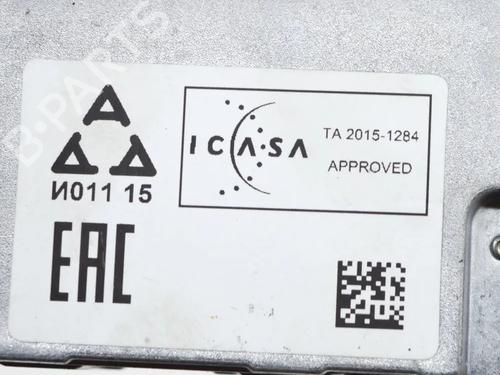 И011 15
EAC
ICASA
TA 2015-1284
APPROVED
B-PARTS